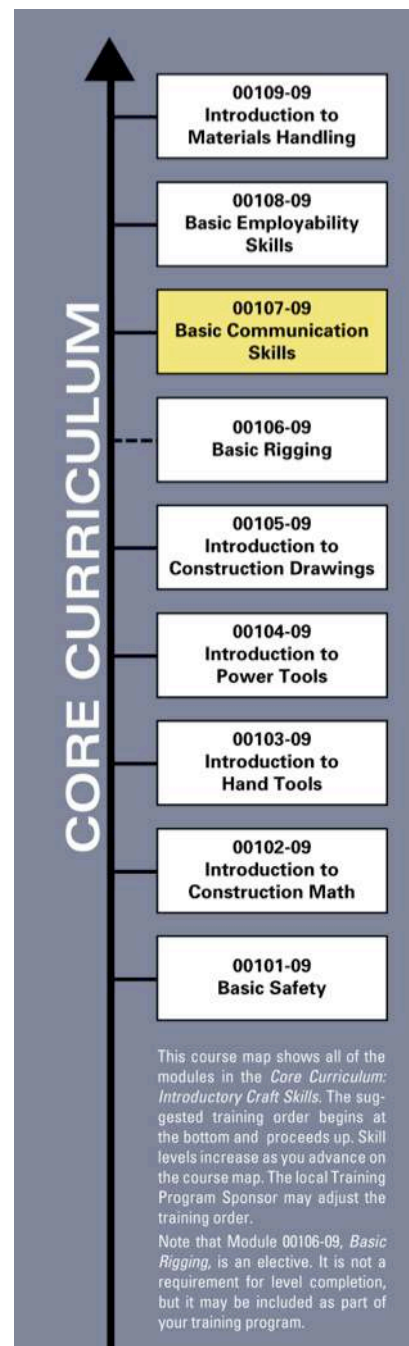 CORE CURRICULUM
00109-09
Introduction to
Materials Handling
00108-09
Basic Employability
Skills
00107-09
Basic Communication
Skills
00106-09
Basic Rigging
00105-09
Introduction to
Construction Drawings
00104-09
Introduction to
Power Tools
00103-09
Introduction to
Hand Tools
00102-09
Introduction to
Construction Math
00101-09
Basic Safety
This course map shows all of the
modules in the Core Curriculum:
Introductory Craft Skills. The sug-
gested training order begins at
the bottom and proceeds up. Skill
levels increase as you advance on
the course map. The local Training
Program Sponsor may adjust the
training order.
Note that Module 00106-09, Basic
Rigging, is an elective. It is not a
requirement for level completion,
but it may be included as part of
your training program.